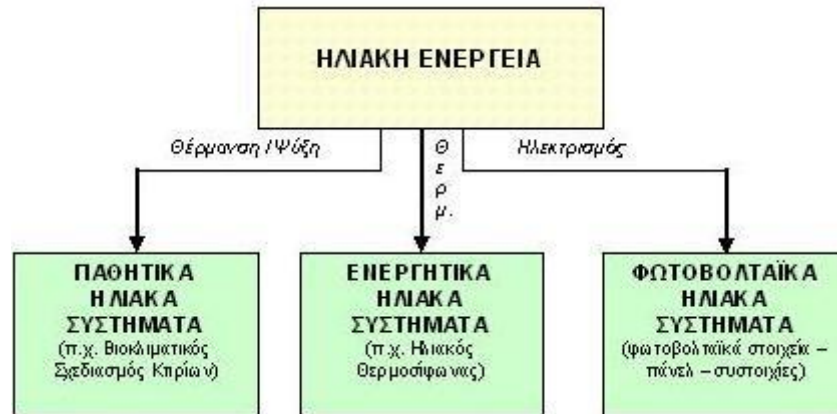 ΗΛΙΑΚΗ ΕΝΕΡΓΕΙΑ
Θέρμανση / Ψύξη
Θερμ.
Ηλεκτρισμός
ΠΑΘΗΤΙΚΑ
ΗΛΙΑΚΑ
ΣΥΣΤΗΜΑΤΑ
(π.χ. Βιοκλιματικός
Σχεδιασμός Κτιρίων)
ΕΝΕΡΓΗΤΙΚΑ
ΗΛΙΑΚΑ
ΣΥΣΤΗΜΑΤΑ
(π.χ. Ηλιακός
Θερμοσίφωνας)
ΦΩΤΟΒΟΛΤΑΪΚΑ
ΗΛΙΑΚΑ
ΣΥΣΤΗΜΑΤΑ
(φωτοβολταϊκά στοιχεία –
πάνελ – συστοιχίες)